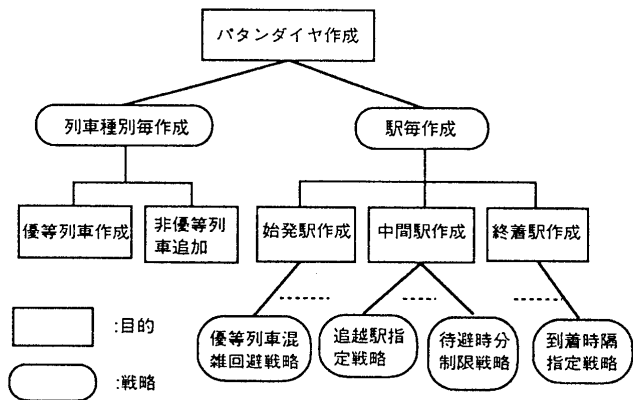 パタンダイヤ作成
列車種別毎作成
駅毎作成
優等列車作成
非優等列
車追加
始発駅作成
中間駅作成
終着駅作成
優等列車混
雑回避戦略
追越駅指
定戦略
待避時分
制限戦略
到着時隔
指定戦略
:目的
:戦略